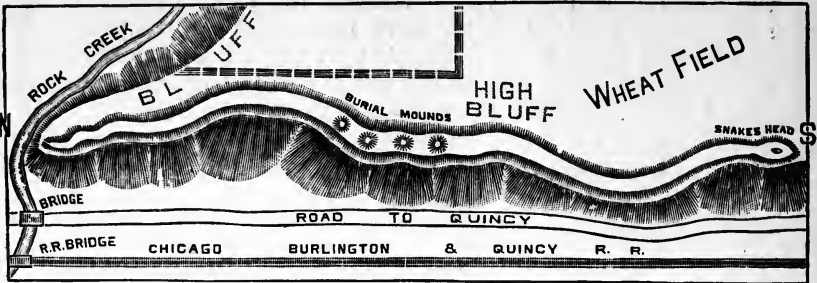 ROCK CREEK
BLUFF
BURIAL MOUNDS
HIGH
BLUFF
WHEAT FIELD
N
SNAKES HEAD
S
BRIDGE
ROAD TO QUINCY
R.R. BRIDGE
CHICAGO BURLINGTON & QUINCY R. R.